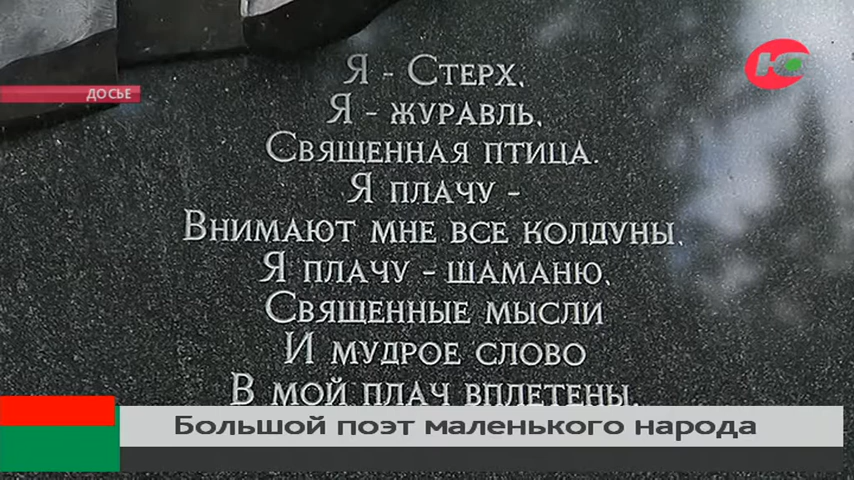 Я - Стерх,
Я - журавль,
Священная птица.
Я плачу -
Внимают мне все колдуны.
Я плачу - шаманю,
Священные мысли
И мудрое слово
В мой плач вплетены.
ДОСЬЕ
Большой поэт маленького народа